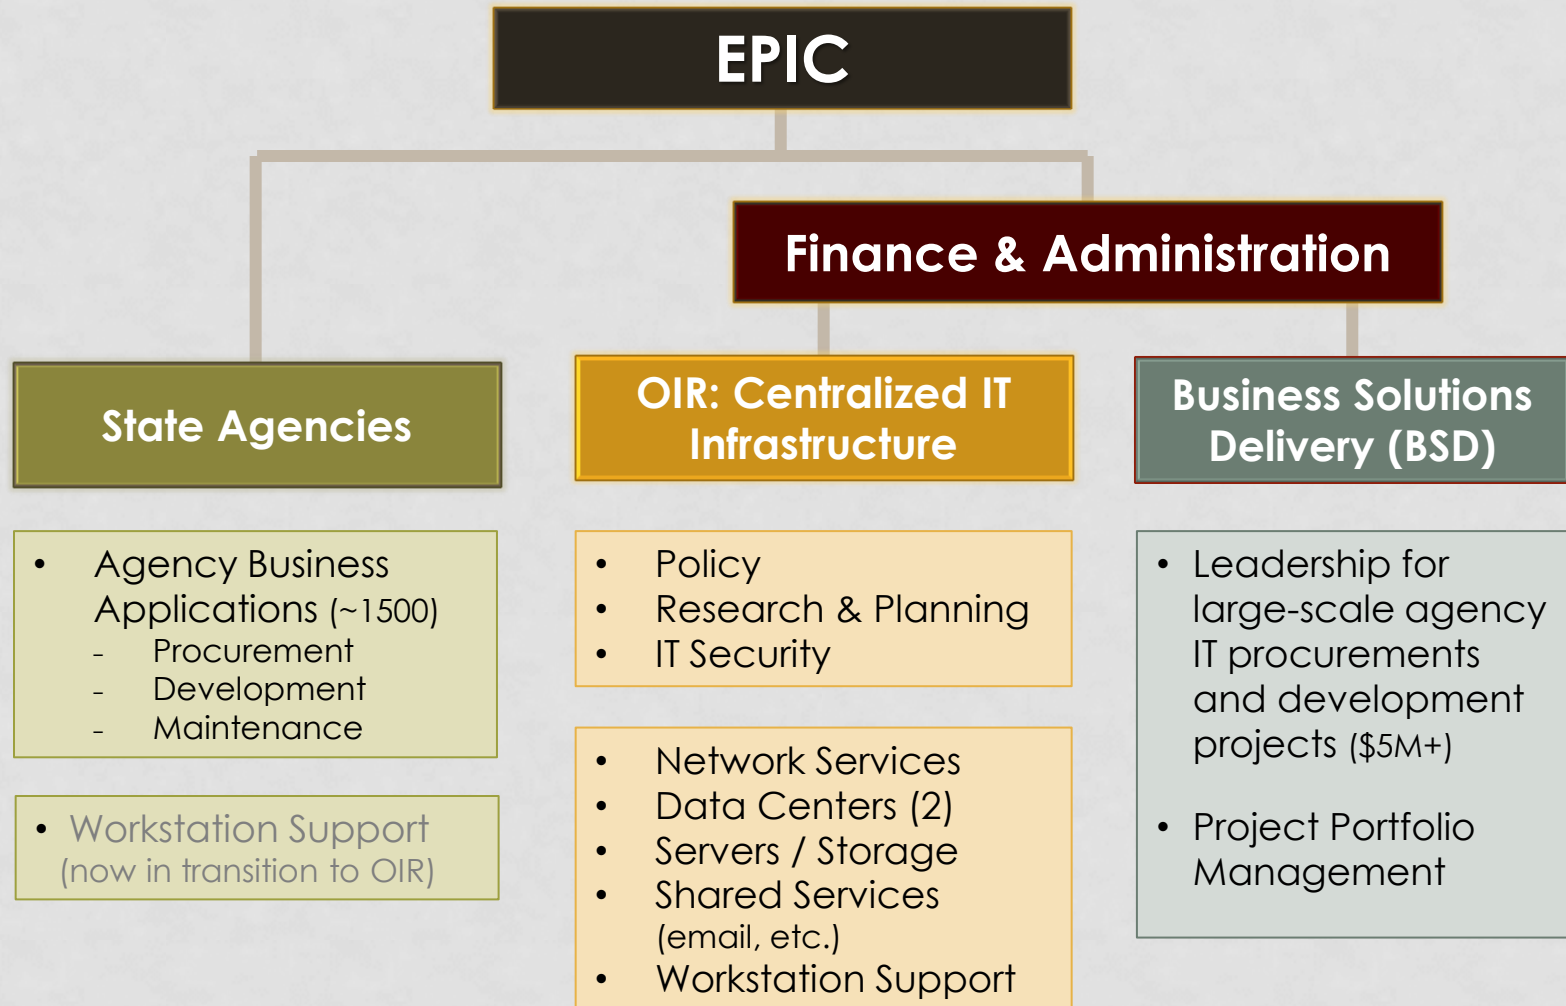 EPIC
Finance & Administration
State Agencies
OIR: Centralized IT
Infrastructure
Business Solutions
Delivery (BSD)
• Agency Business
Applications (~1500)
- Procurement
- Development
- Maintenance
• Workstation Support
(now in transition to OIR)
• Policy
• Research & Planning
• IT Security
• Network Services
• Data Centers (2)
• Servers / Storage
• Shared Services
(email, etc.)
• Workstation Support
• Leadership for
large-scale agency
IT procurements
and development
projects ($5M+)
• Project Portfolio
Management